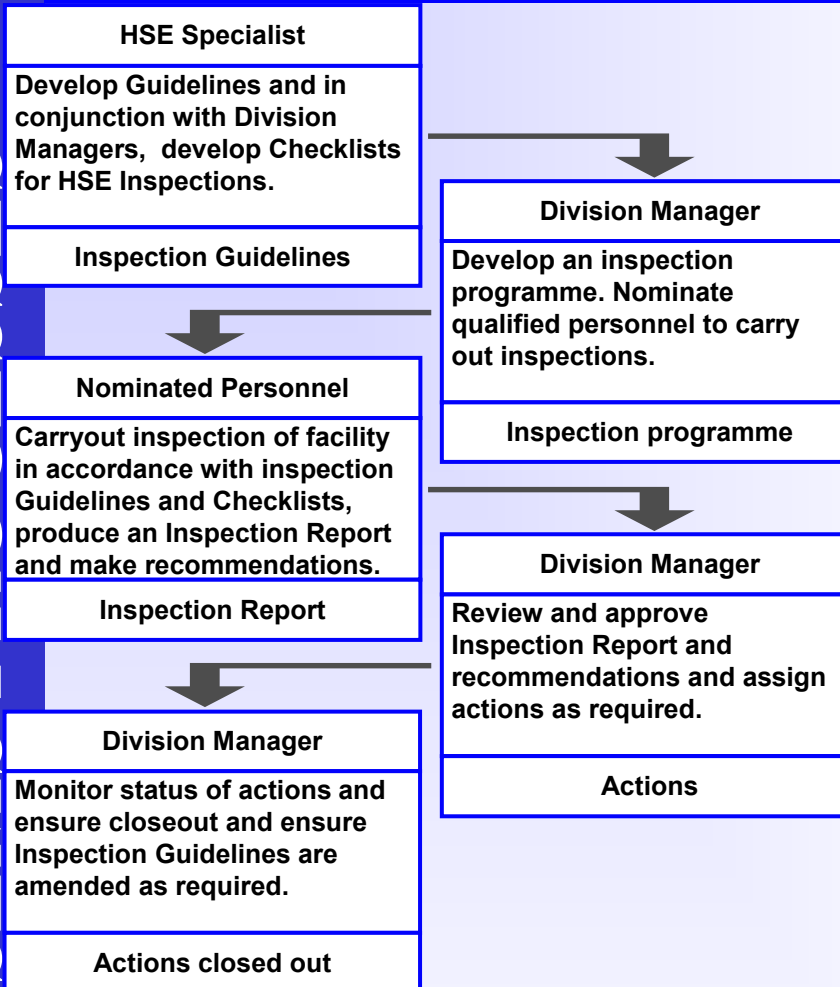 HSE Specialist
Develop Guidelines and in
conjunction with Division
Managers, develop Checklists
for HSE Inspections.
Inspection Guidelines
Division Manager
Develop an inspection
programme. Nominate
qualified personnel to carry
out inspections.
Inspection programme
Nominated Personnel
Carryout inspection of facility
in accordance with inspection
Guidelines and Checklists,
produce an Inspection Report
and make recommendations.
Inspection Report
Division Manager
Review and approve
Inspection Report and
recommendations and assign
actions as required.
Actions
Division Manager
Monitor status of actions and
ensure closeout and ensure
Inspection Guidelines are
amended as required.
Actions closed out